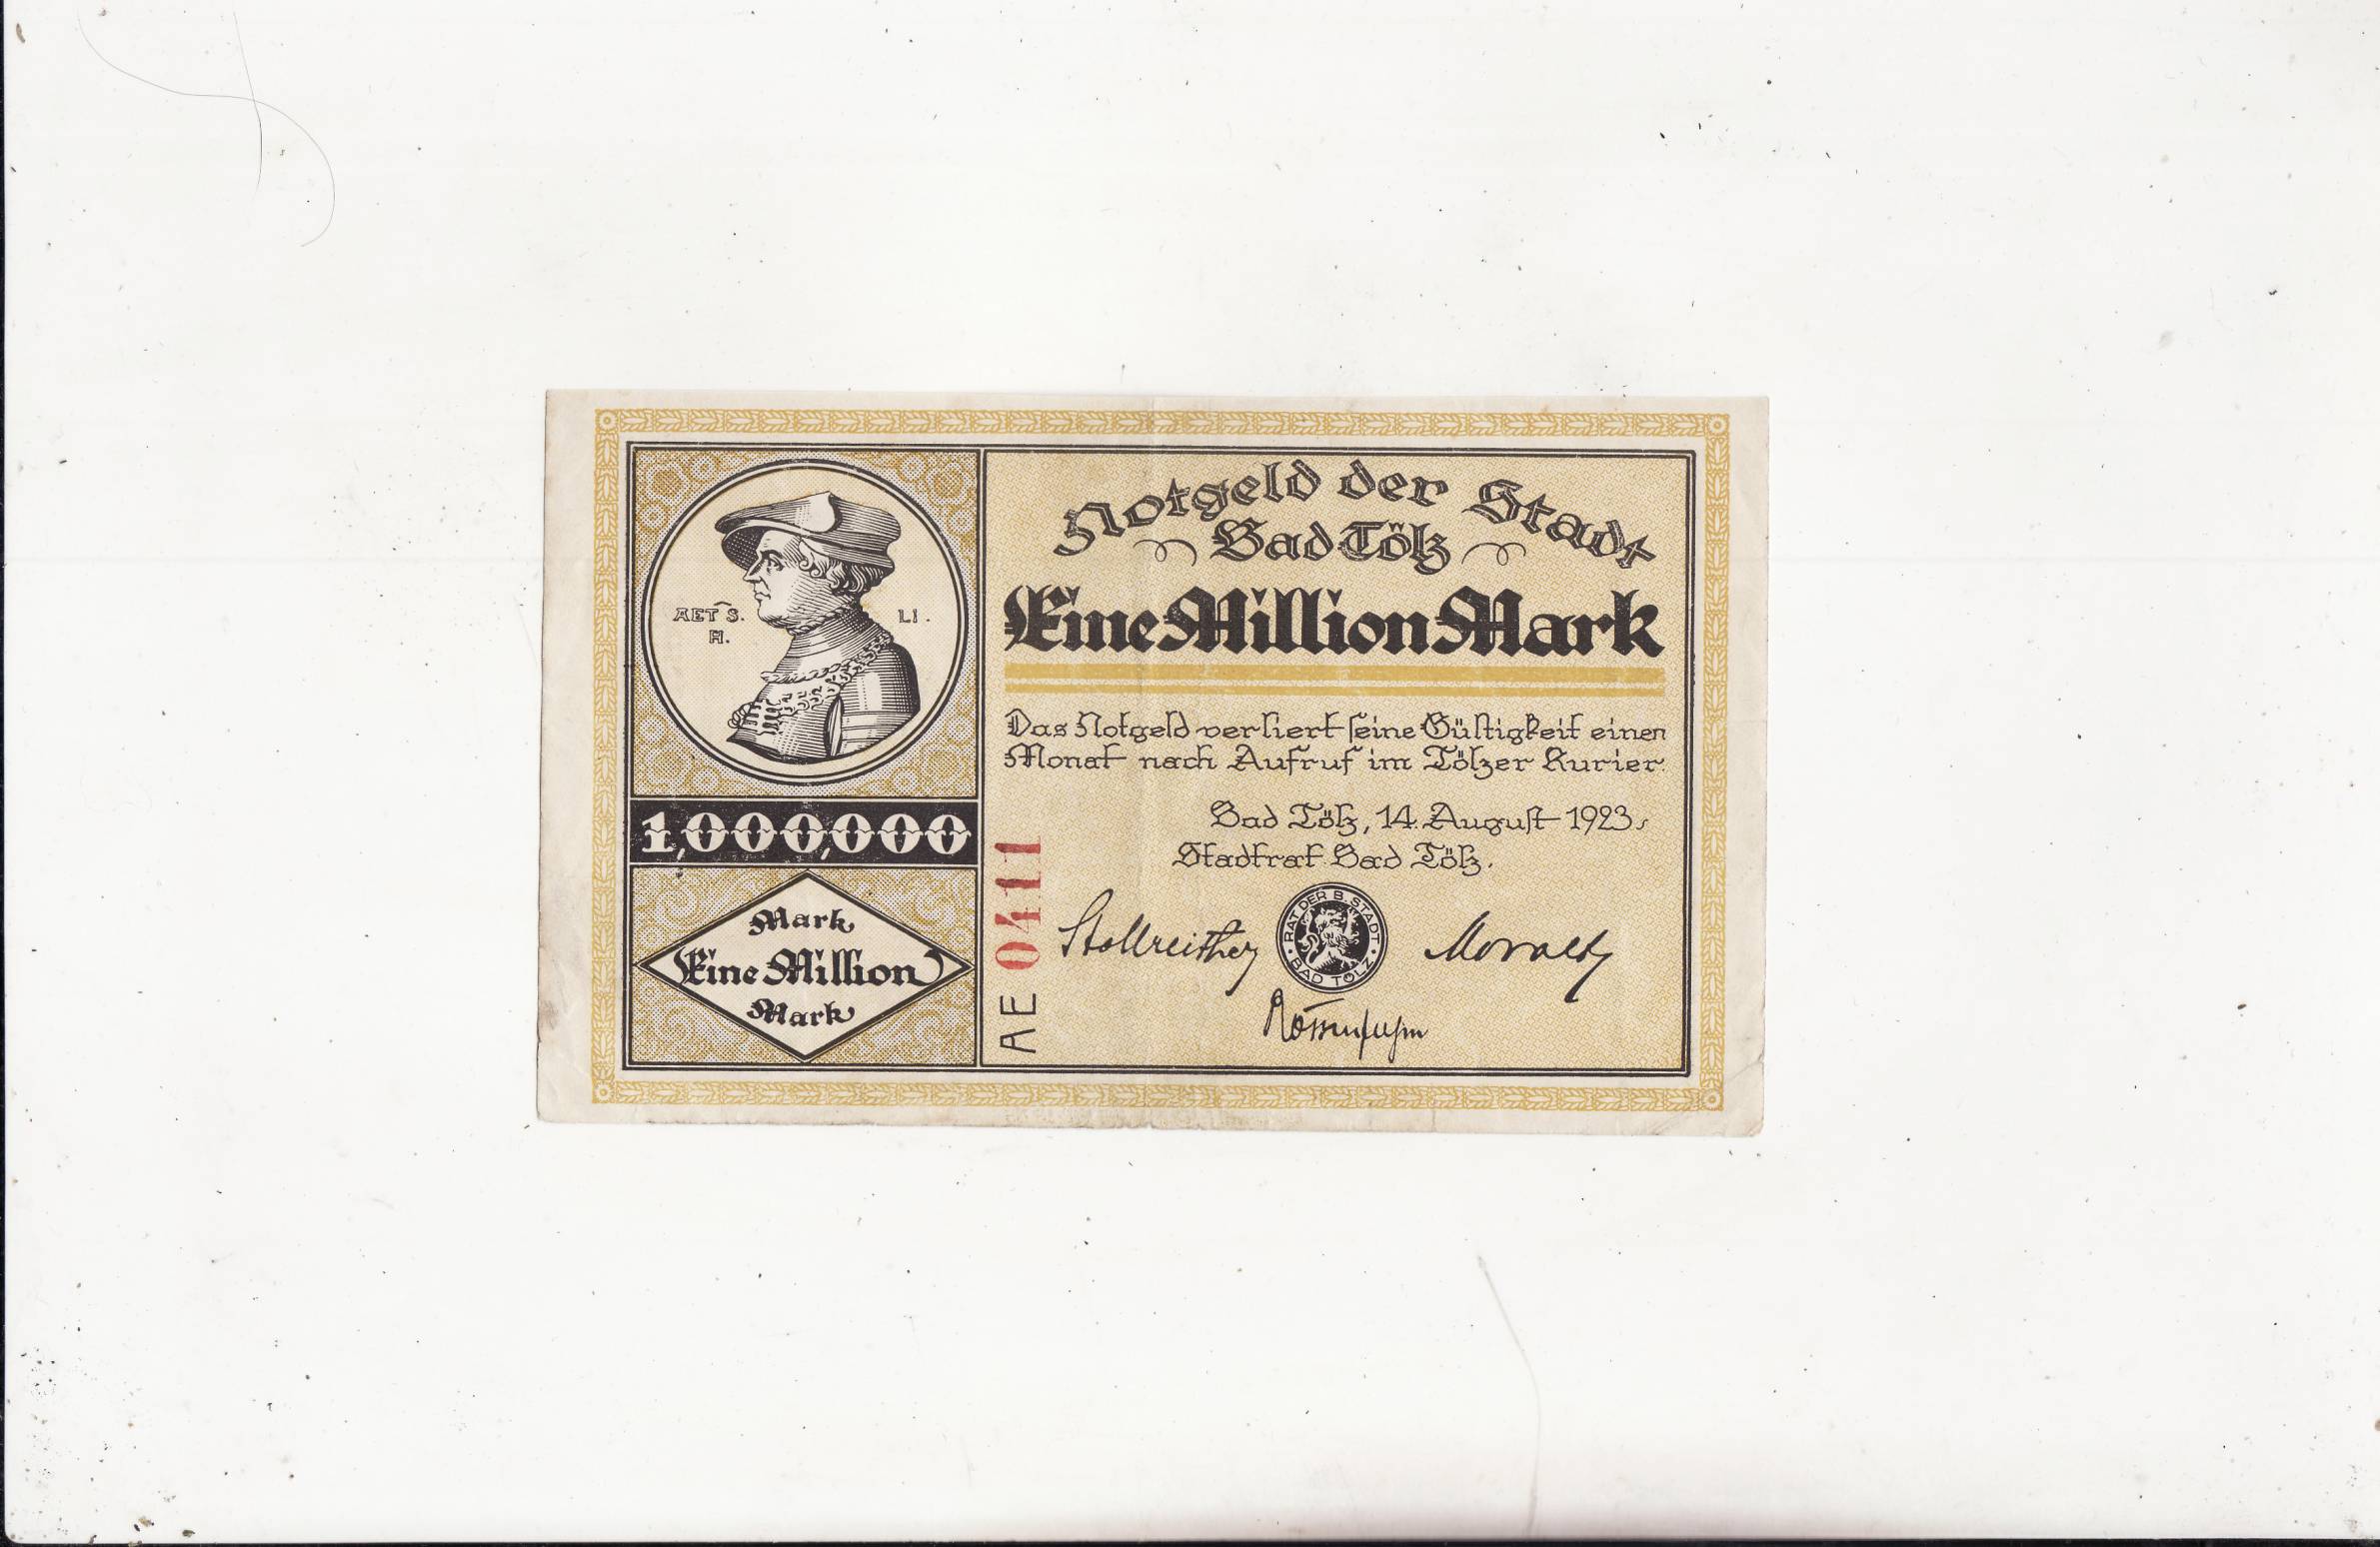 Notgeld der Stadt
Bad Tölz
Eine Million Mark
Das Notgeld verliert seine Gültigkeit einen
Monat nach Aufruf im Tölzer Kurier.
Bad Tölz, 14. August 1923.
Stadtrat Bad Tölz.
Stollreither
RAT DER B. STADT
BAD TÖLZ
AE 0411
AET S. LI.
H.
1,000,000
Mark
Eine Million
Mark